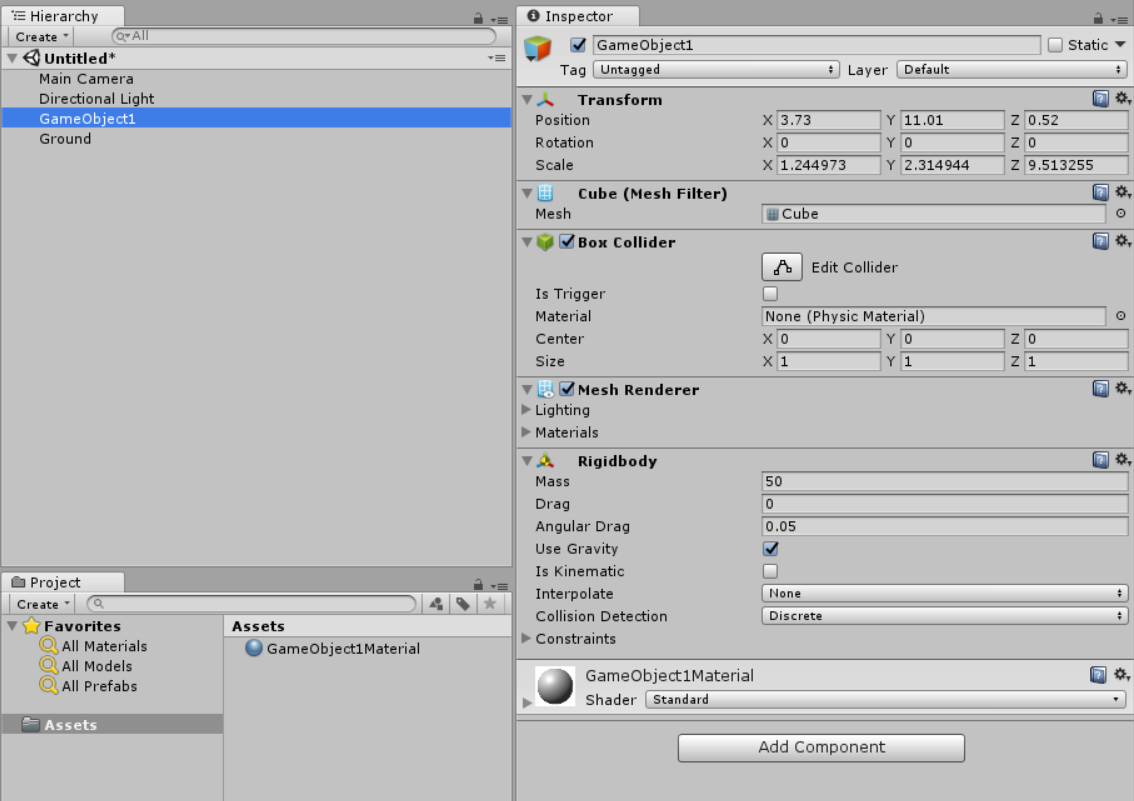 Hierarchy
Create
All
Untitled*
Main Camera
Directional Light
GameObject1
Ground
Project
Create
Favorites
All Materials
All Models
All Prefabs
Assets
Assets
GameObject1Material
Inspector
GameObject1 Static
Tag Untagged Layer Default
Transform
Position X 3.73 Y 11.01 Z 0.52
Rotation X 0 Y 0 Z 0
Scale X 1.244973 Y 2.314944 Z 9.513255
Cube (Mesh Filter)
Mesh Cube
Box Collider
Edit Collider
Is Trigger
Material None (Physic Material)
Center X 0 Y 0 Z 0
Size X 1 Y 1 Z 1
Mesh Renderer
Lighting
Materials
Rigidbody
Mass 50
Drag 0
Angular Drag 0.05
Use Gravity
Is Kinematic
Interpolate None
Collision Detection Discrete
Constraints
GameObject1Material
Shader Standard
Add Component